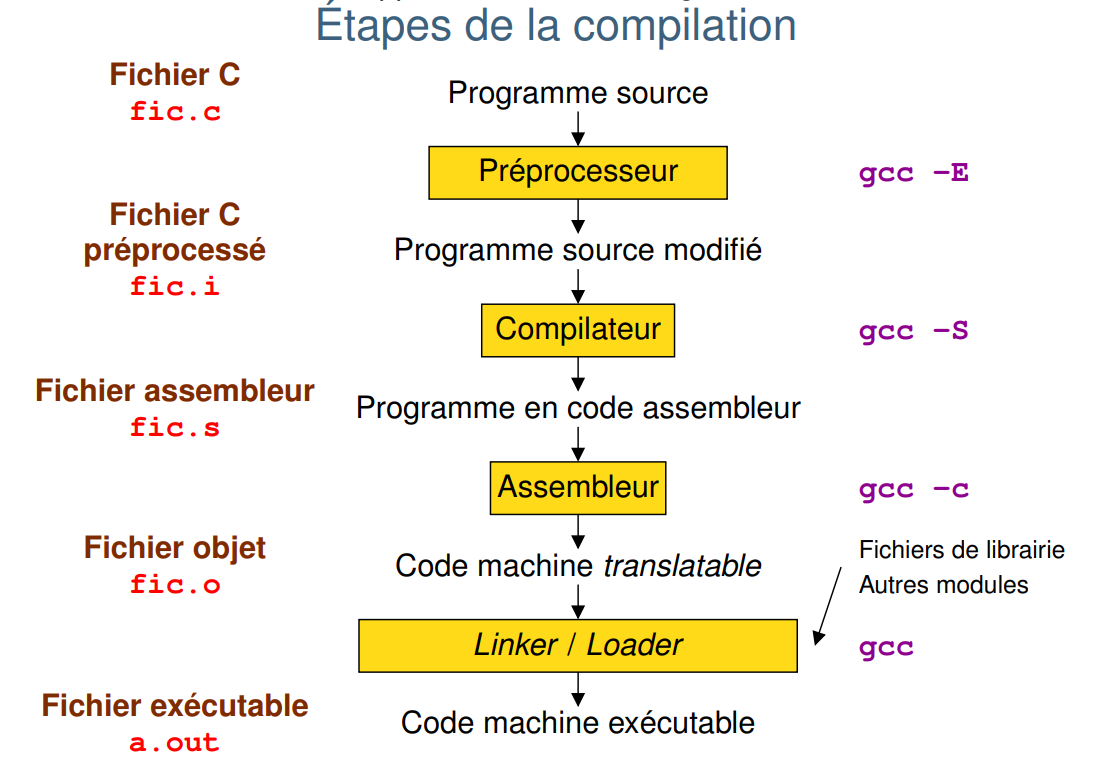 Étapes de la compilation
Fichier C
fic.c
Programme source
Préprocesseur
gcc −E
Fichier C
préprocessé
fic.i
Programme source modifié
Compilateur
gcc −S
Fichier assembleur
fic.s
Programme en code assembleur
Assembleur
gcc −c
Fichier objet
fic.o
Code machine translatable
Fichiers de librairie
Autres modules
Linker / Loader
gcc
Fichier exécutable
a.out
Code machine exécutable